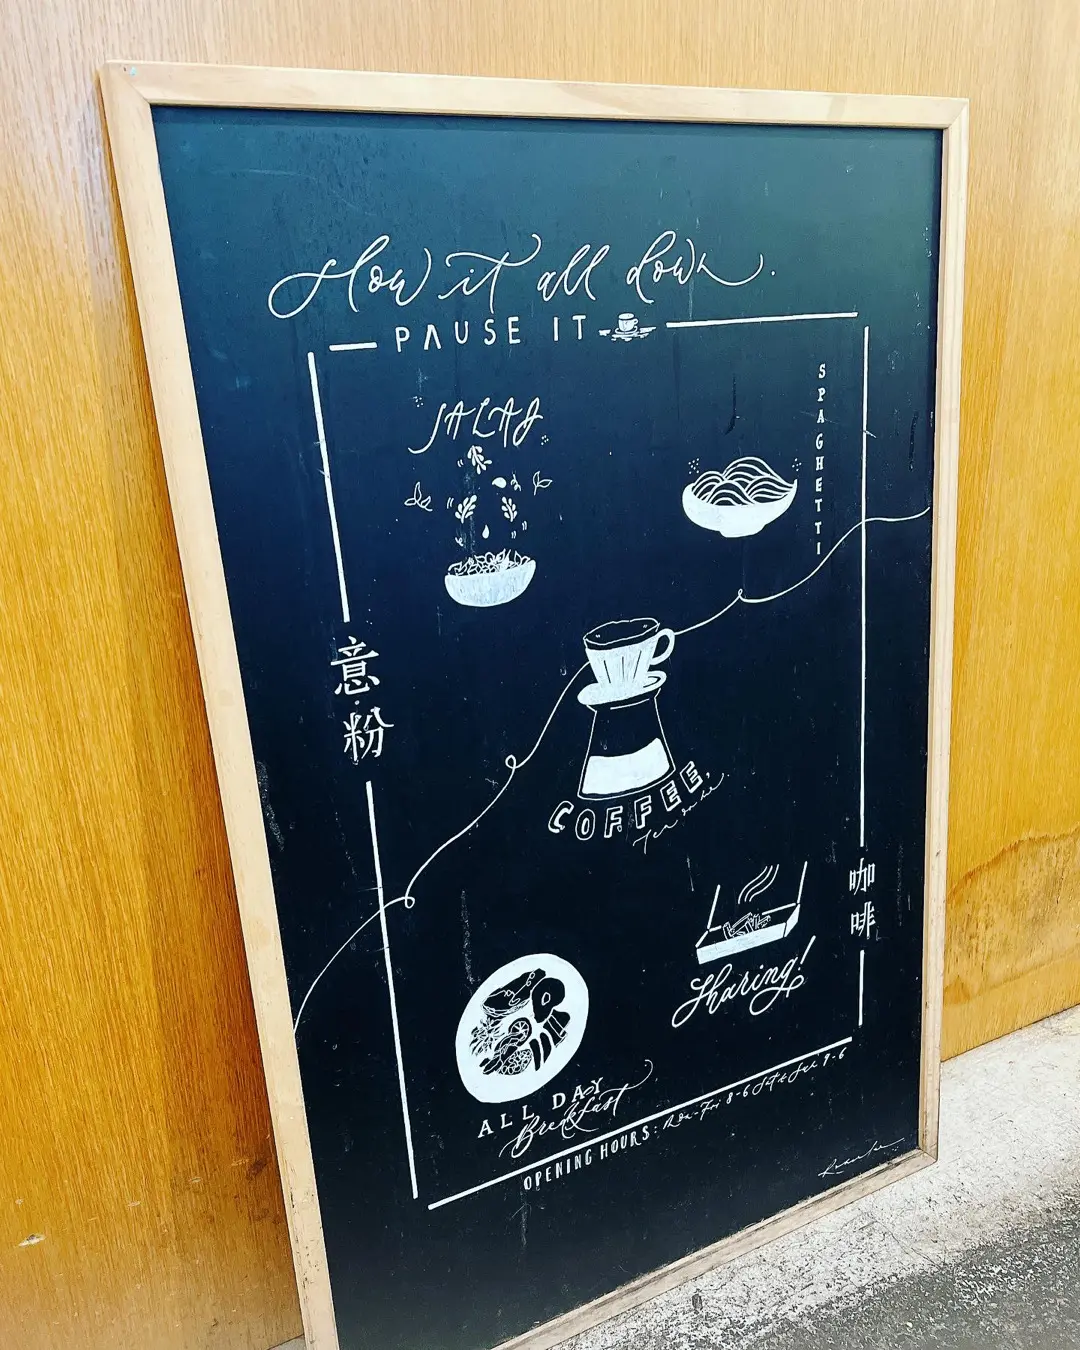 Slow it all down.
PAUSE IT
SALAD
SPAGHETTI
意粉
COFFEE,
咖啡
Sharing!
ALL DAY
Breakfast
OPENING HOURS: Mon-Fri 8-6 Sat & Sun 9-6